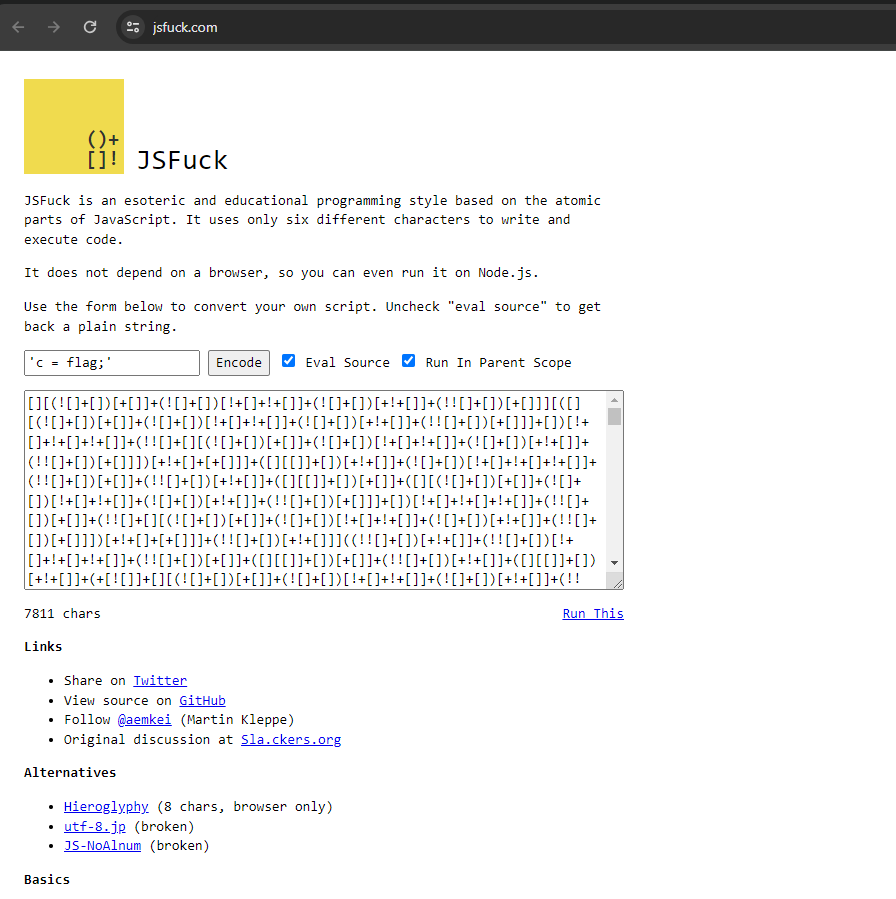 jsfuck.com
()+
[]!
JSFuck
JSFuck is an esoteric and educational programming style based on the atomic
parts of JavaScript. It uses only six different characters to write and
execute code.
It does not depend on a browser, so you can even run it on Node.js.
Use the form below to convert your own script. Uncheck "eval source" to get
back a plain string.
'c = flag;' Encode Eval Source Run In Parent Scope
[][(![]+[])[+[]]+(![]+[])[!+[]+!+[]]+(![]+[])[+!+[]]+(!![]+[])[+[]]][([]
[(![]+[])[+[]]+(![]+[])[!+[]+!+[]]+(![]+[])[+!+[]]+(!![]+[])[+[]]]+[])[!+
[]+!+[]+!+[]]+(!![]+[][(![]+[])[+[]]+(![]+[])[!+[]+!+[]]+(![]+[])[+!+[]]+
(!![]+[])[+[]]])[+!+[]+[+[]]]+([][[]]+[])[+!+[]]+(![]+[])[!+[]+!+[]+!+[]]+
(!![]+[])[+[]]+(!![]+[])[+!+[]]+([][[]]+[])[+[]]+([][(![]+[])[+[]]+(![]+
[])[!+[]+!+[]]+(![]+[])[+!+[]]+(!![]+[])[+[]]]+[])[!+[]+!+[]+!+[]]+(!![]+
[])[+[]]+(!![]+[][(![]+[])[+[]]+(![]+[])[!+[]+!+[]]+(![]+[])[+!+[]]+(!![]+
[])[+[]]])[+!+[]+[+[]]]+(!![]+[])[+!+[]]]((!![]+[])[+!+[]]+(!![]+[])[!+
[]+!+[]+!+[]]+(!![]+[])[+[]]+([][[]]+[])[+[]]+(!![]+[])[+!+[]]+([][[]]+[])
[+!+[]]+(+[![]]+[][(![]+[])[+[]]+(![]+[])[!+[]+!+[]]+(![]+[])[+!+[]]+(!!
7811 chars Run This
Links
• Share on Twitter
• View source on GitHub
• Follow @aemkei (Martin Kleppe)
• Original discussion at Sla.ckers.org
Alternatives
• Hieroglyphy (8 chars, browser only)
• utf-8.jp (broken)
• JS-NoAlnum (broken)
Basics